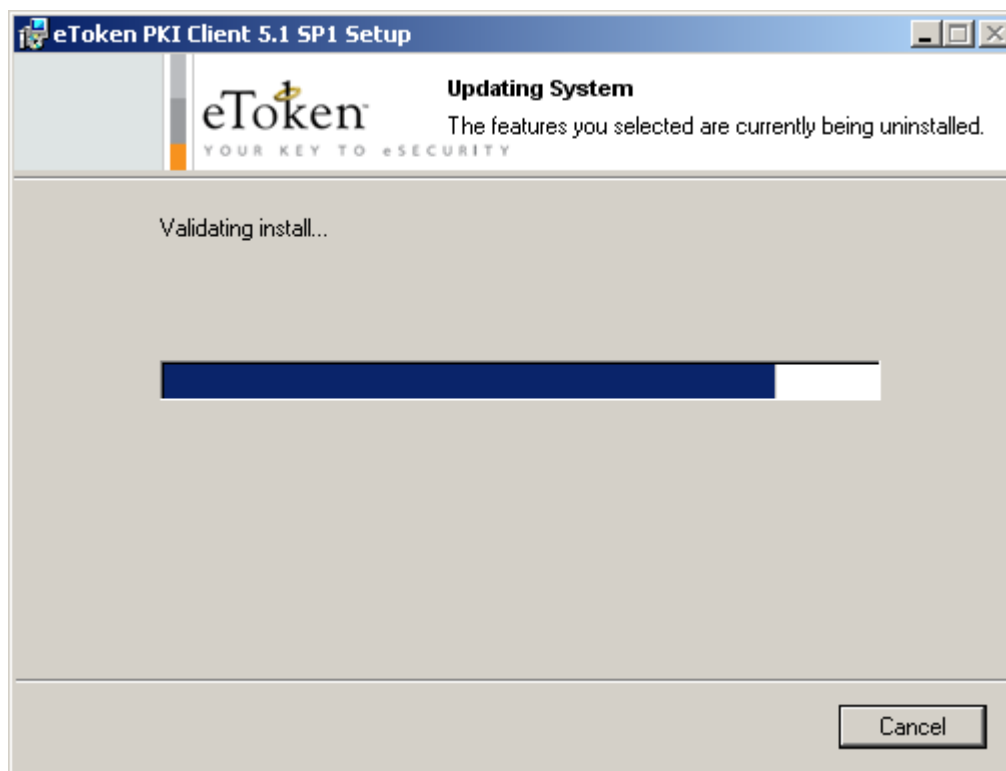 eToken PKI Client 5.1 SP1 Setup
eToken™
YOUR KEY TO eSECURITY
Updating System
The features you selected are currently being uninstalled.
Validating install...
Cancel